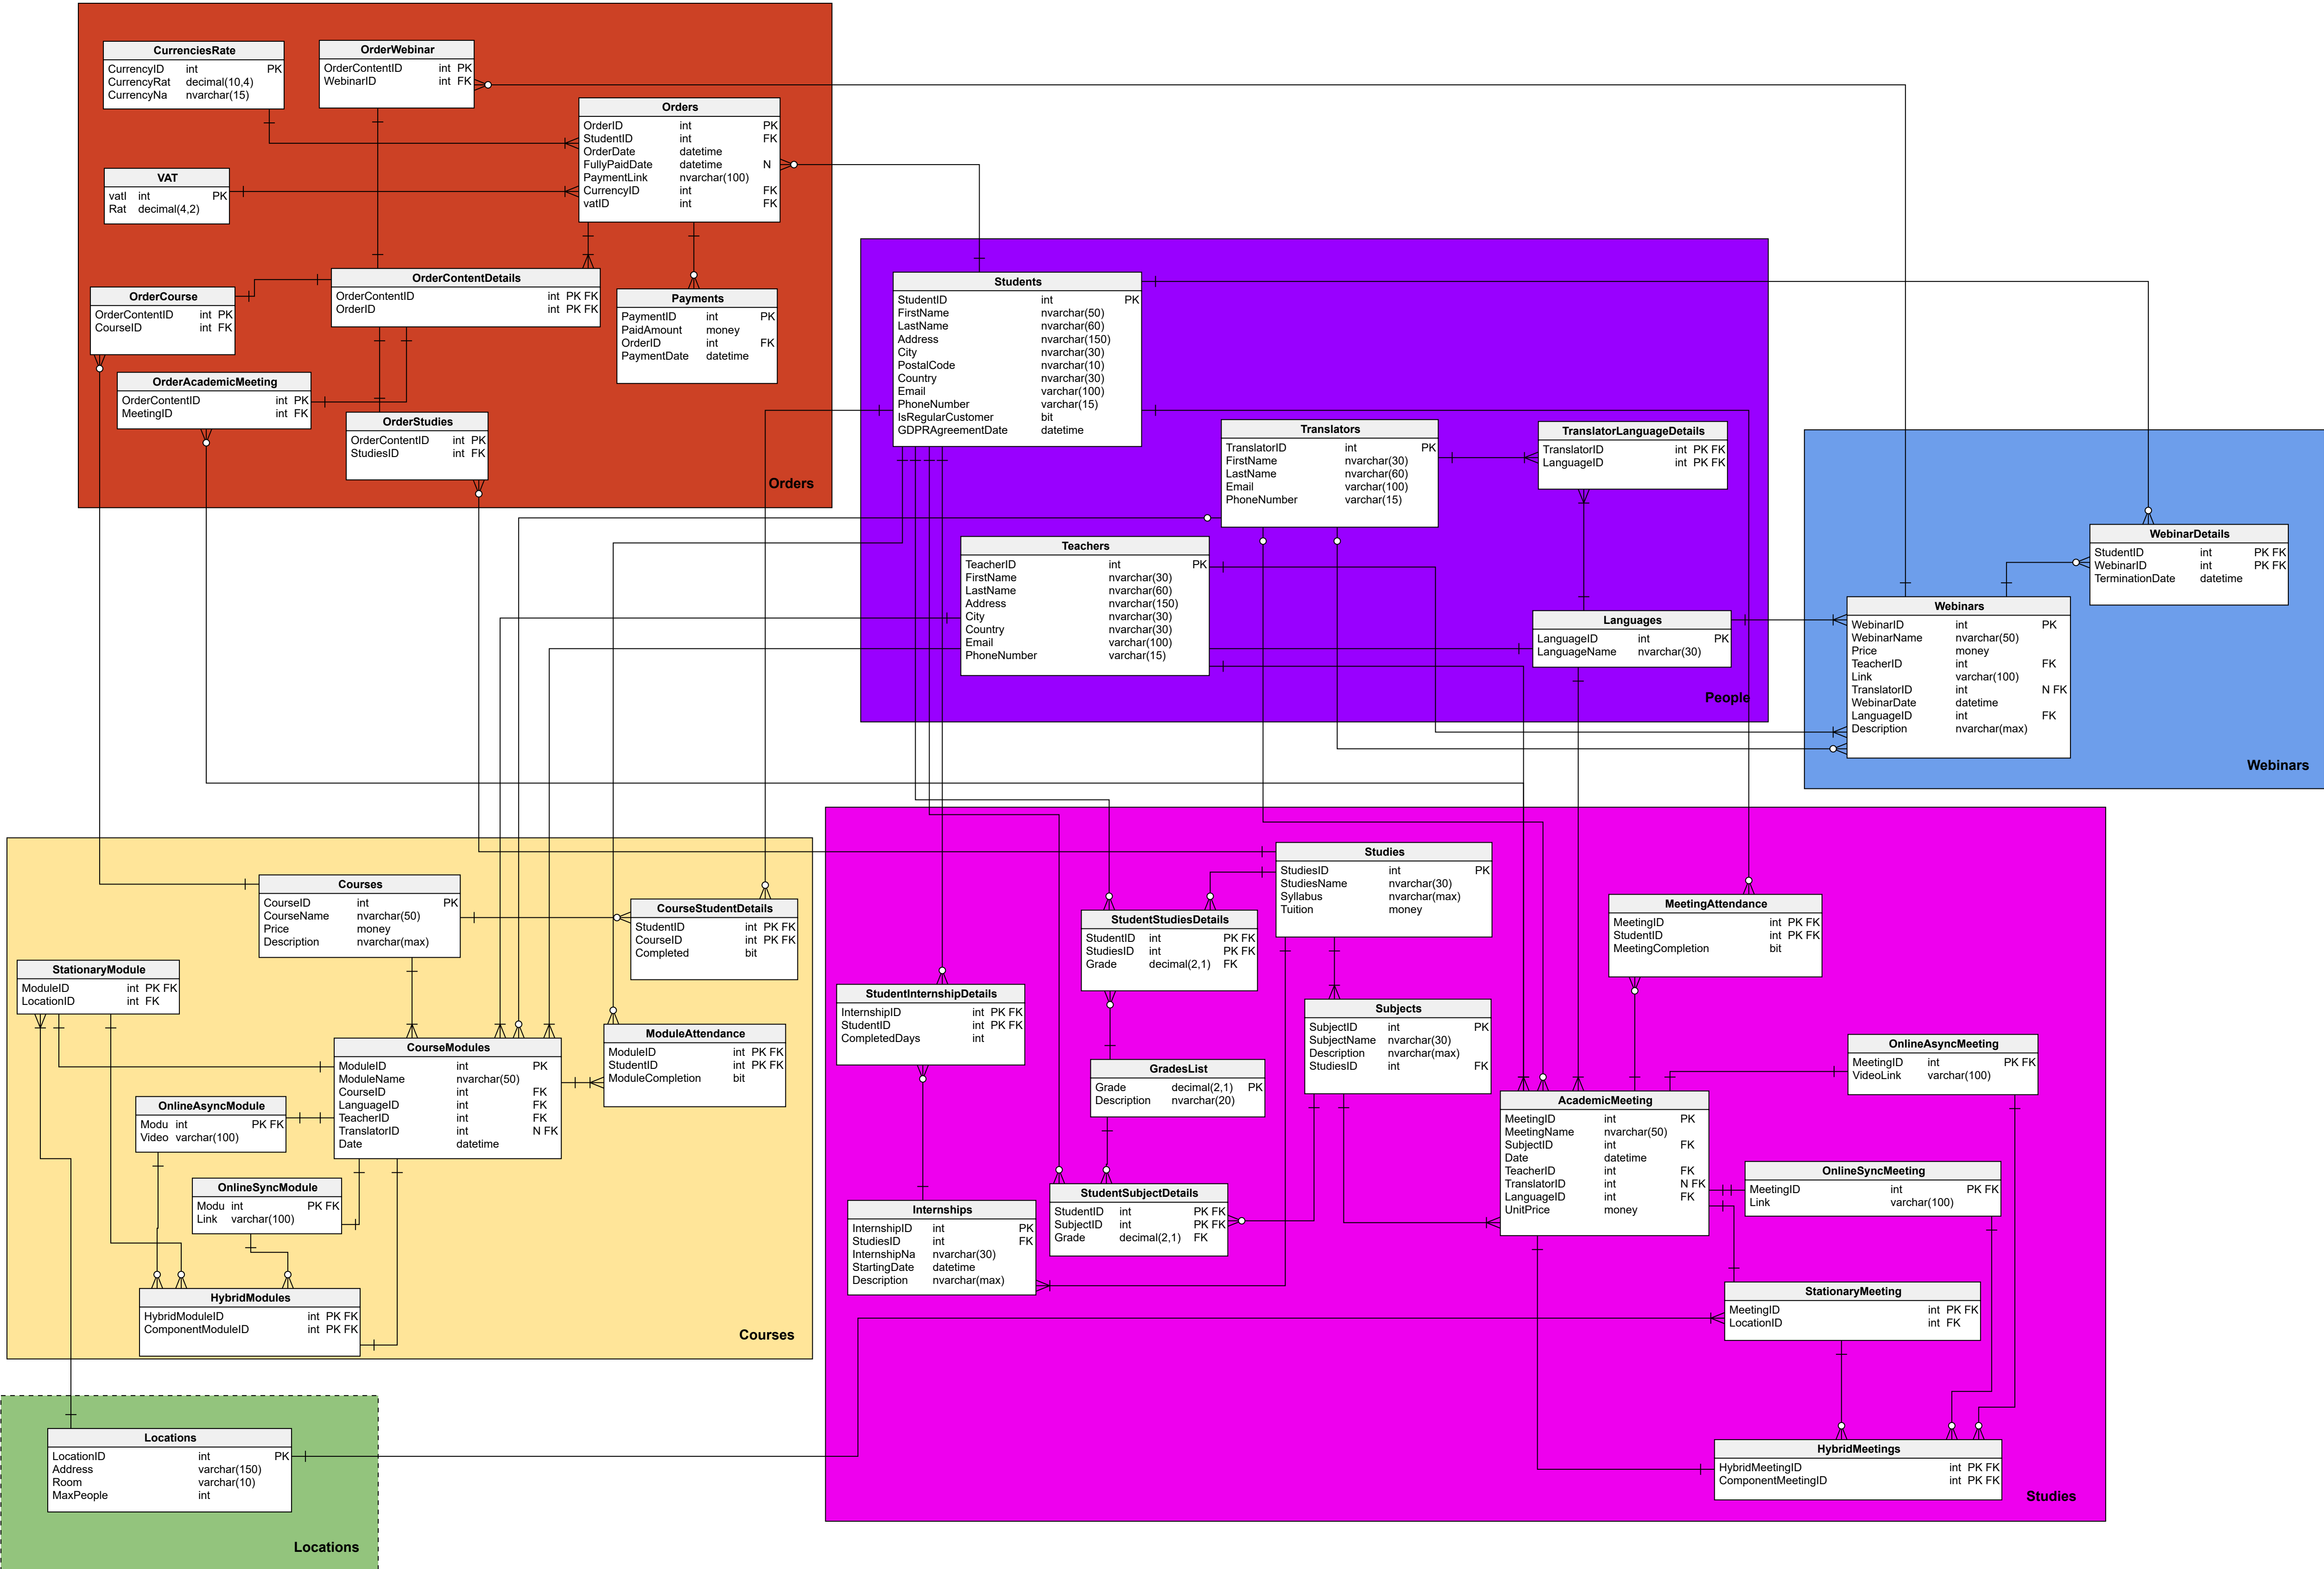 CurrenciesRate
CurrencyID int PK
CurrencyRat decimal(10,4)
CurrencyNa nvarchar(15)
OrderWebinar
OrderContentID int PK
WebinarID int FK
Orders
OrderID int PK
StudentID int FK
OrderDate datetime
FullyPaidDate datetime N
PaymentLink nvarchar(100)
CurrencyID int FK
vatID int FK
VAT
vatI int PK
Rat decimal(4,2)
OrderContentDetails
OrderContentID int PK FK
OrderID int PK FK
OrderCourse
OrderContentID int PK
CourseID int FK
Payments
PaymentID int PK
PaidAmount money
OrderID int FK
PaymentDate datetime
OrderAcademicMeeting
OrderContentID int PK
MeetingID int FK
OrderStudies
OrderContentID int PK
StudiesID int FK
Orders
Students
StudentID int PK
FirstName nvarchar(50)
LastName nvarchar(60)
Address nvarchar(150)
City nvarchar(30)
PostalCode nvarchar(10)
Country nvarchar(30)
Email varchar(100)
PhoneNumber varchar(15)
IsRegularCustomer bit
GDPRAgreementDate datetime
Translators
TranslatorID int PK
FirstName nvarchar(30)
LastName nvarchar(60)
Email varchar(100)
PhoneNumber varchar(15)
TranslatorLanguageDetails
TranslatorID int PK FK
LanguageID int PK FK
Teachers
TeacherID int PK
FirstName nvarchar(30)
LastName nvarchar(60)
Address nvarchar(150)
City nvarchar(30)
Country nvarchar(30)
Email varchar(100)
PhoneNumber varchar(15)
Languages
LanguageID int PK
LanguageName nvarchar(30)
People
WebinarDetails
StudentID int PK FK
WebinarID int PK FK
TerminationDate datetime
Webinars
WebinarID int PK
WebinarName nvarchar(50)
Price money
TeacherID int FK
Link varchar(100)
TranslatorID int N FK
WebinarDate datetime
LanguageID int FK
Description nvarchar(max)
Webinars
Courses
CourseID int PK
CourseName nvarchar(50)
Price money
Description nvarchar(max)
CourseStudentDetails
StudentID int PK FK
CourseID int PK FK
Completed bit
StationaryModule
ModuleID int PK FK
LocationID int FK
CourseModules
ModuleID int PK
ModuleName nvarchar(50)
CourseID int FK
LanguageID int FK
TeacherID int FK
TranslatorID int N FK
Date datetime
ModuleAttendance
ModuleID int PK FK
StudentID int PK FK
ModuleCompletion bit
OnlineAsyncModule
Modu int PK FK
Video varchar(100)
OnlineSyncModule
Modu int PK FK
Link varchar(100)
HybridModules
HybridModuleID int PK FK
ComponentModuleID int PK FK
Courses
Locations
LocationID int PK
Address varchar(150)
Room varchar(10)
MaxPeople int
Locations
Studies
StudiesID int PK
StudiesName nvarchar(30)
Syllabus nvarchar(max)
Tuition money
StudentStudiesDetails
StudentID int PK FK
StudiesID int PK FK
Grade decimal(2,1) FK
MeetingAttendance
MeetingID int PK FK
StudentID int PK FK
MeetingCompletion bit
StudentInternshipDetails
InternshipID int PK FK
StudentID int PK FK
CompletedDays int
Subjects
SubjectID int PK
SubjectName nvarchar(30)
Description nvarchar(max)
StudiesID int FK
GradesList
Grade decimal(2,1) PK
Description nvarchar(20)
OnlineAsyncMeeting
MeetingID int PK FK
VideoLink varchar(100)
AcademicMeeting
MeetingID int PK
MeetingName nvarchar(50)
SubjectID int FK
Date datetime
TeacherID int FK
TranslatorID int N FK
LanguageID int FK
UnitPrice money
OnlineSyncMeeting
MeetingID int PK FK
Link varchar(100)
StudentSubjectDetails
StudentID int PK FK
SubjectID int PK FK
Grade decimal(2,1) FK
Internships
InternshipID int PK
StudiesID int FK
InternshipNa nvarchar(30)
StartingDate datetime
Description nvarchar(max)
StationaryMeeting
MeetingID int PK FK
LocationID int FK
HybridMeetings
HybridMeetingID int PK FK
ComponentMeetingID int PK FK
Studies